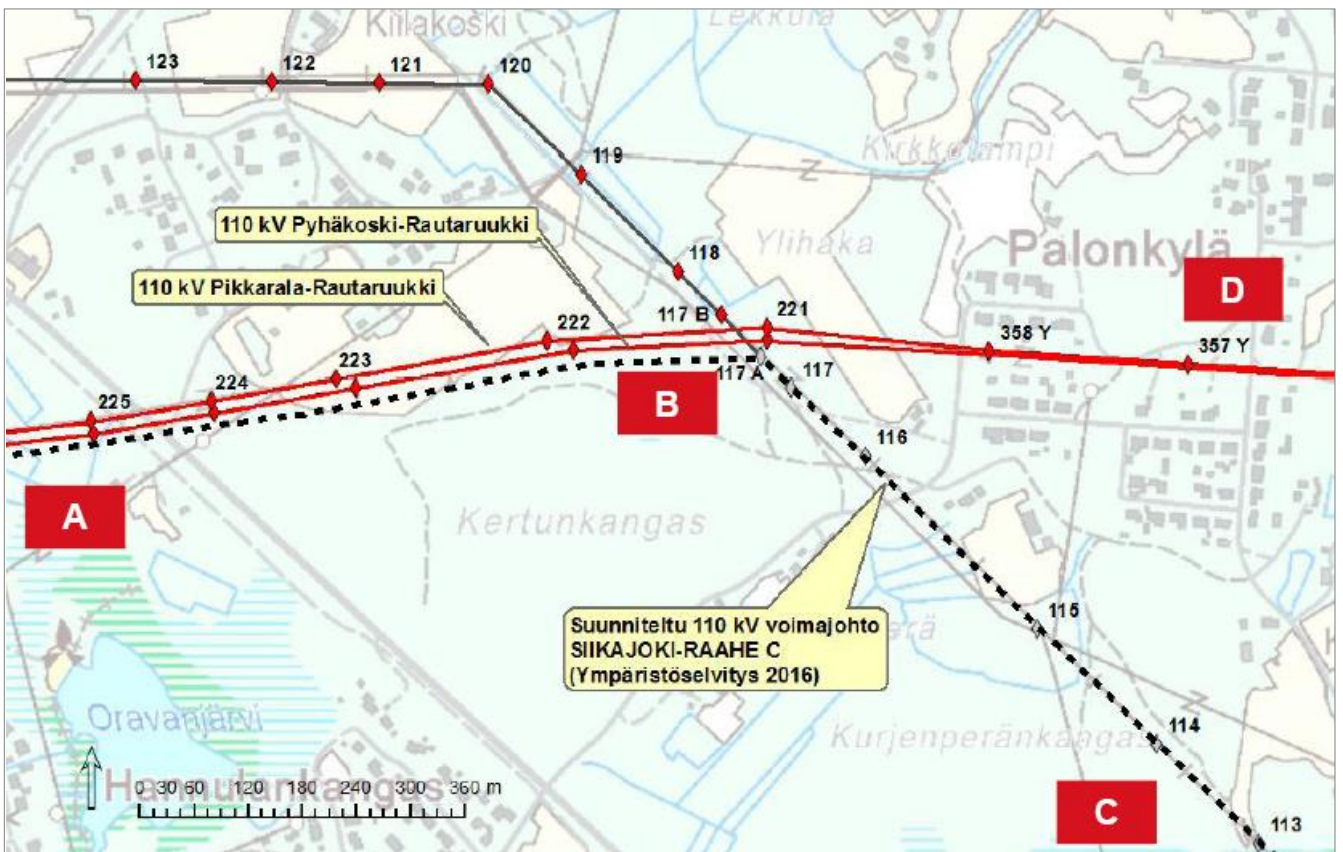 Kiilakoski
Lekkula
123
122
121
120
119
Kirkkolampi
110 kV Pyhäkoski-Rautaruukki
118
Ylihaka
Palonkylä
D
110 kV Pikkarala-Rautaruukki
117 B
221
222
358 Y
357 Y
223
117 A
117
224
B
225
116
A
Kertunkangas
Suunniteltu 110 kV voimajohto
SIIKAJOKI-RAAHE C
(Ympäristöselvitys 2016)
115
Oravanjärvi
Kurjenperänkangas
114
Hannulankangas
0 30 60 120 180 240 300 360 m
C
113